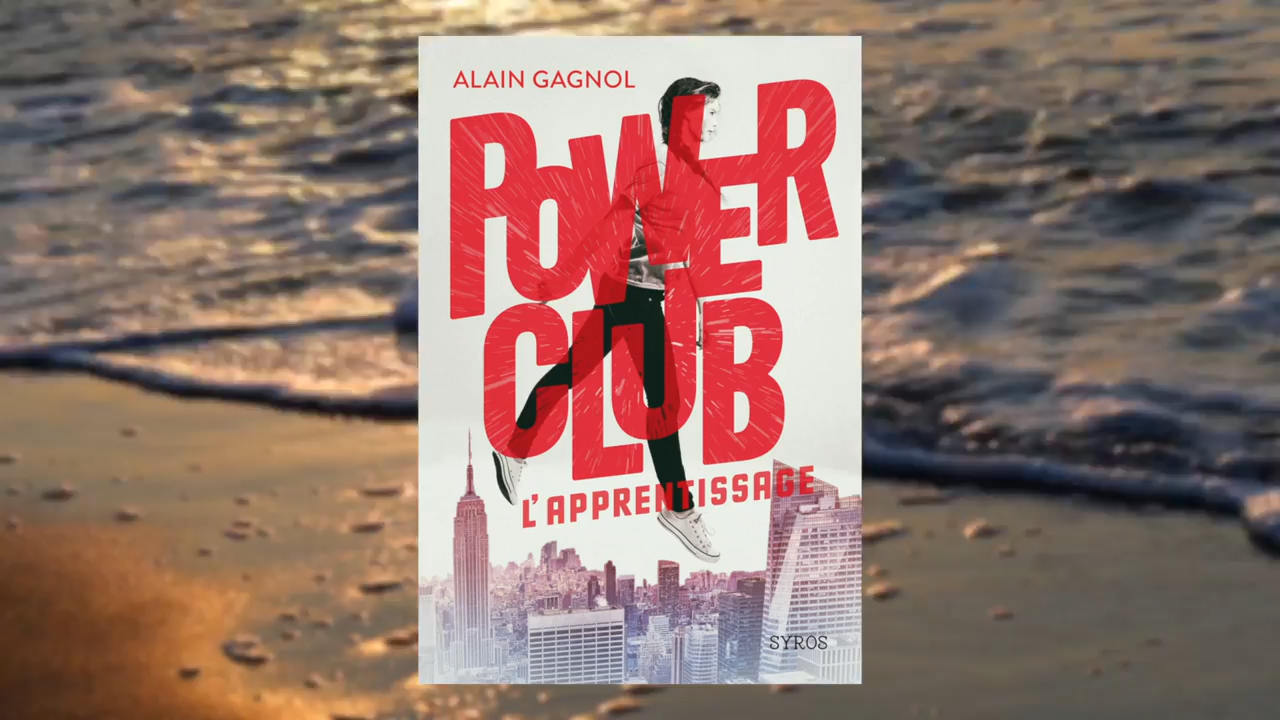 ALAIN GAGNOL
POWER
CLUB
L'APPRENTISSAGE
SYROS